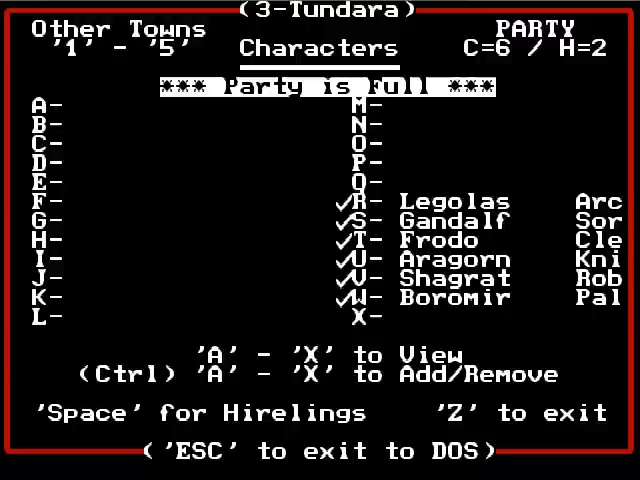 (3-Tundara)
Other Towns PARTY
'1' - '5' Characters C=6 / H=2
*** Party is Full ***
A- M-
B- N-
C- O-
D- P-
E- Q-
F- ✓R- Legolas Arc
G- ✓S- Gandalf Sor
H- ✓T- Frodo Cle
I- ✓U- Aragorn Kni
J- ✓V- Shagrat Rob
K- ✓W- Boromir Pal
L- X-
'A' - 'X' to View
(Ctrl) 'A' - 'X' to Add/Remove
'Space' for Hirelings 'Z' to exit
('ESC' to exit to DOS)